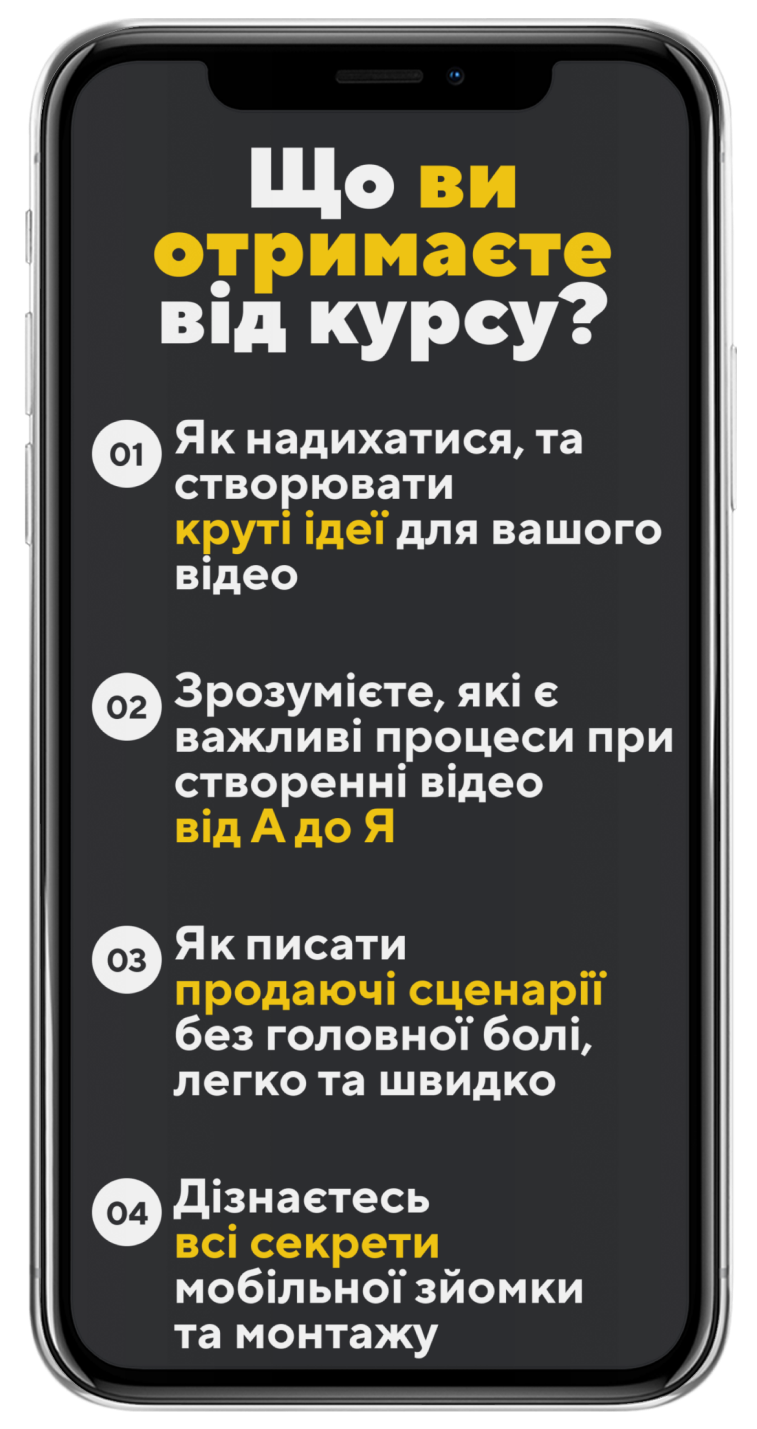 Що ви
отримаєте
від курсу?
01
Як надихатися, та
створювати
круті ідеї для вашого
відео
02
Зрозумієте, які є
важливі процеси при
створенні відео
від А до Я
03
Як писати
продаючі сценарії
без головної болі,
легко та швидко
04
Дізнаєтесь
всі секрети
мобільної зйомки
та монтажу